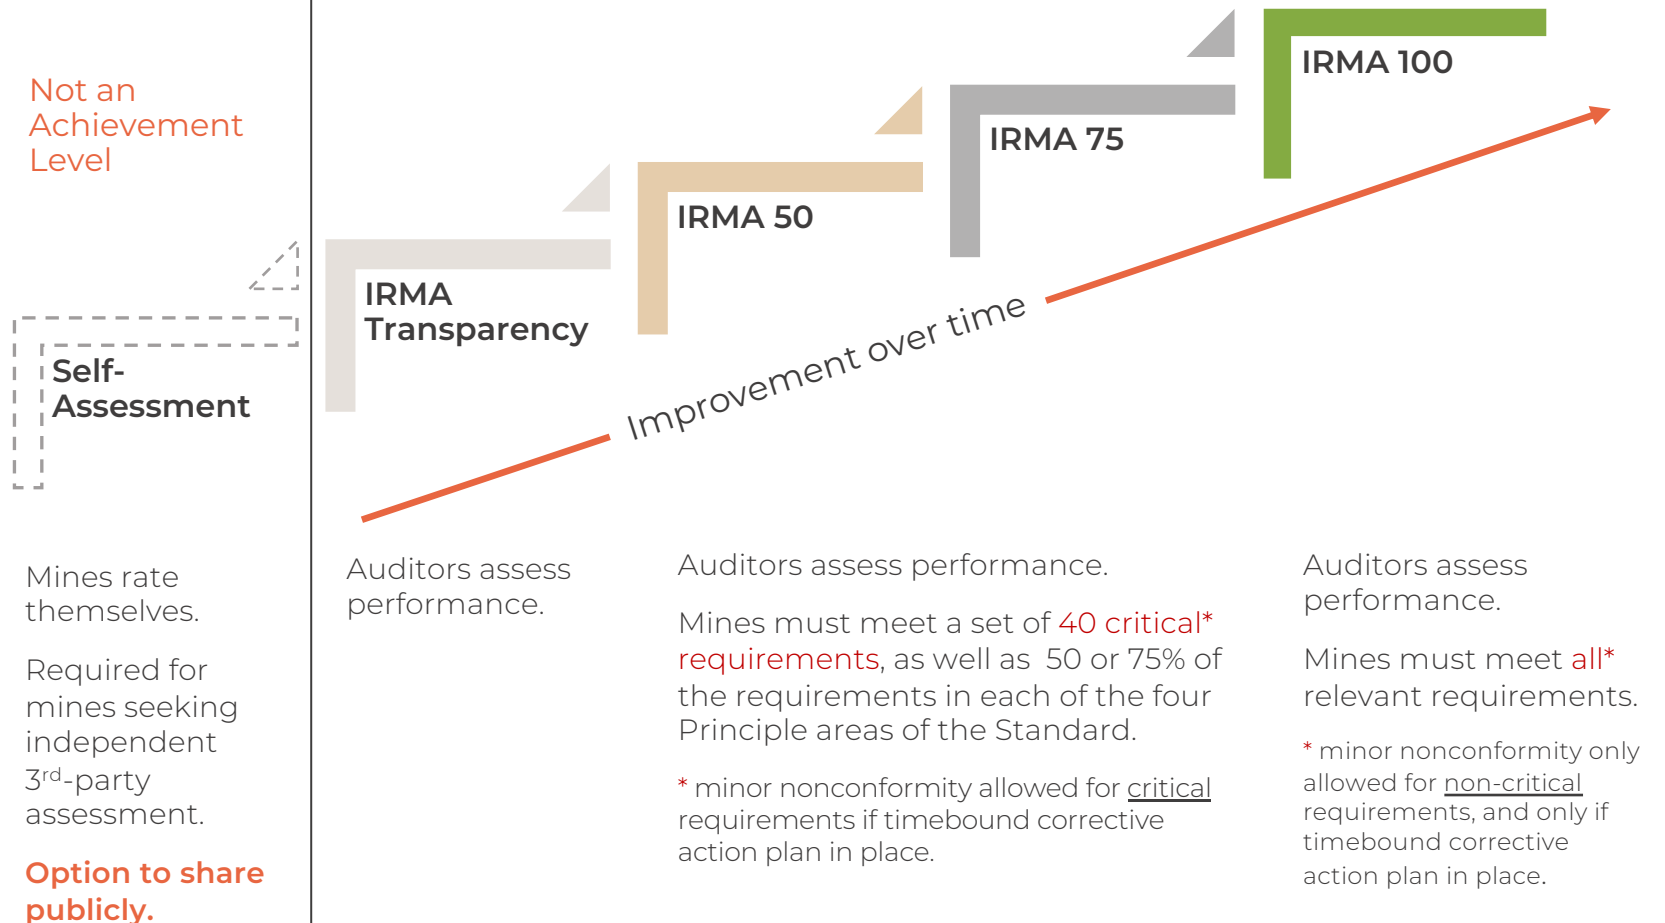 Not an
Achievement
Level
Self-
Assessment
Mines rate
themselves.
Required for
mines seeking
independent
3rd-party
assessment.
Option to share
publicly.
IRMA
Transparency
IRMA 50
IRMA 75
IRMA 100
Improvement over time
Auditors assess
performance.
Auditors assess performance.
Mines must meet a set of 40 critical*
requirements, as well as  50 or 75% of
the requirements in each of the four
Principle areas of the Standard.
* minor nonconformity allowed for critical
requirements if timebound corrective
action plan in place.
Auditors assess
performance.
Mines must meet all*
relevant requirements.
* minor nonconformity only
allowed for non-critical
requirements, and only if
timebound corrective
action plan in place.